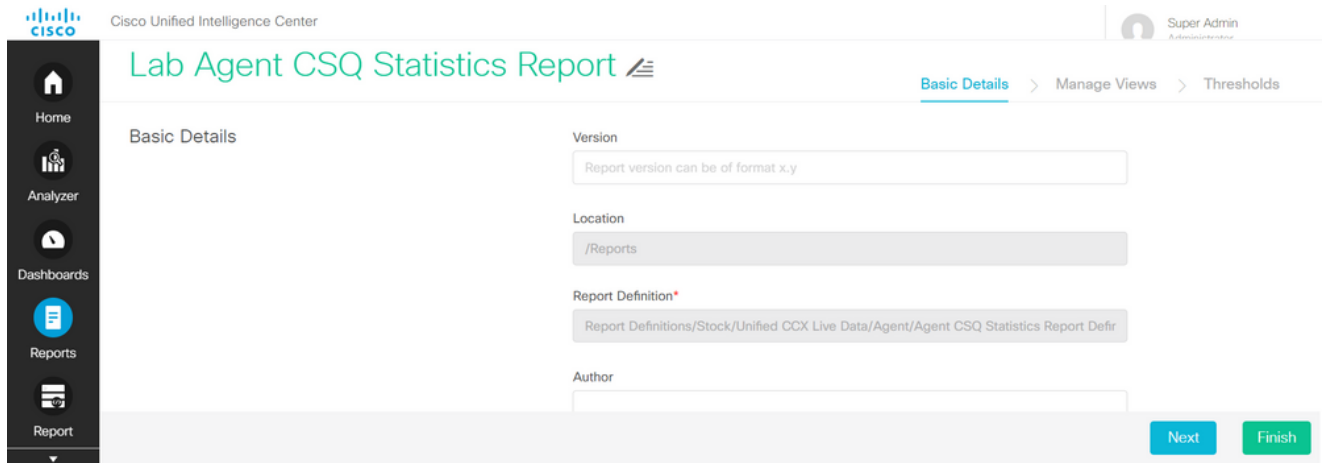 CISCO
Cisco Unified Intelligence Center
Super Admin
Administrator
Lab Agent CSQ Statistics Report
Basic Details > Manage Views > Thresholds
Home
Analyzer
Dashboards
Reports
Report
Basic Details
Version
Report version can be of format x.y
Location
/Reports
Report Definition*
Report Definitions/Stock/Unified CCX Live Data/Agent/Agent CSQ Statistics Report Defir
Author
Next
Finish